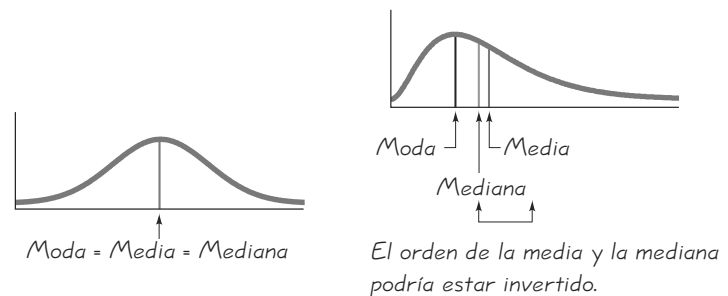 Moda = Media = Mediana
Moda
Media
Mediana
El orden de la media y la mediana
podría estar invertido.